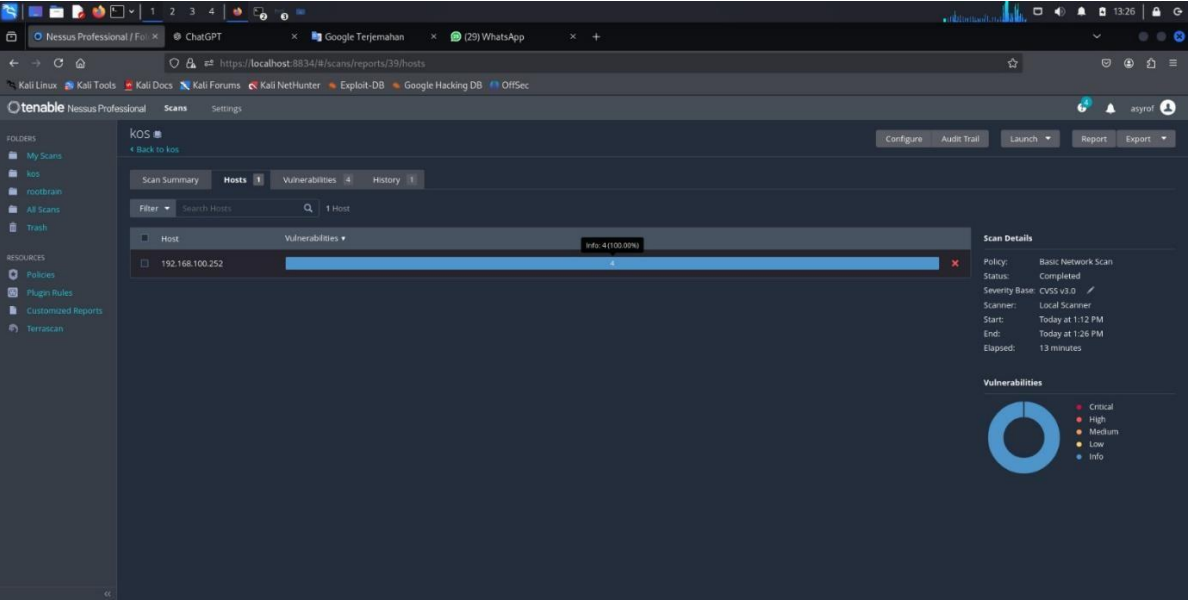 1 2 3 4 13:26
Nessus Professional / Fol × ChatGPT × Google Terjemahan × (29) WhatsApp × +
https://localhost:8834/#/scans/reports/39/hosts
Kali Linux Kali Tools Kali Docs Kali Forums Kali NetHunter Exploit-DB Google Hacking DB OffSec
tenable Nessus Professional Scans Settings 4 asyrof
FOLDERS
My Scans
kos
rootbrain
All Scans
Trash
RESOURCES
Policies
Plugin Rules
Customized Reports
Terrascan
kos
Back to kos
Configure Audit Trail Launch Report Export
Scan Summary Hosts 1 Vulnerabilities 4 History 1
Filter Search Hosts 1 Host
Host Vulnerabilities
Info: 4 (100.00%)
192.168.100.252 4 ×
Scan Details
Policy: Basic Network Scan
Status: Completed
Severity Base: CVSS v3.0
Scanner: Local Scanner
Start: Today at 1:12 PM
End: Today at 1:26 PM
Elapsed: 13 minutes
Vulnerabilities
Critical
High
Medium
Low
Info